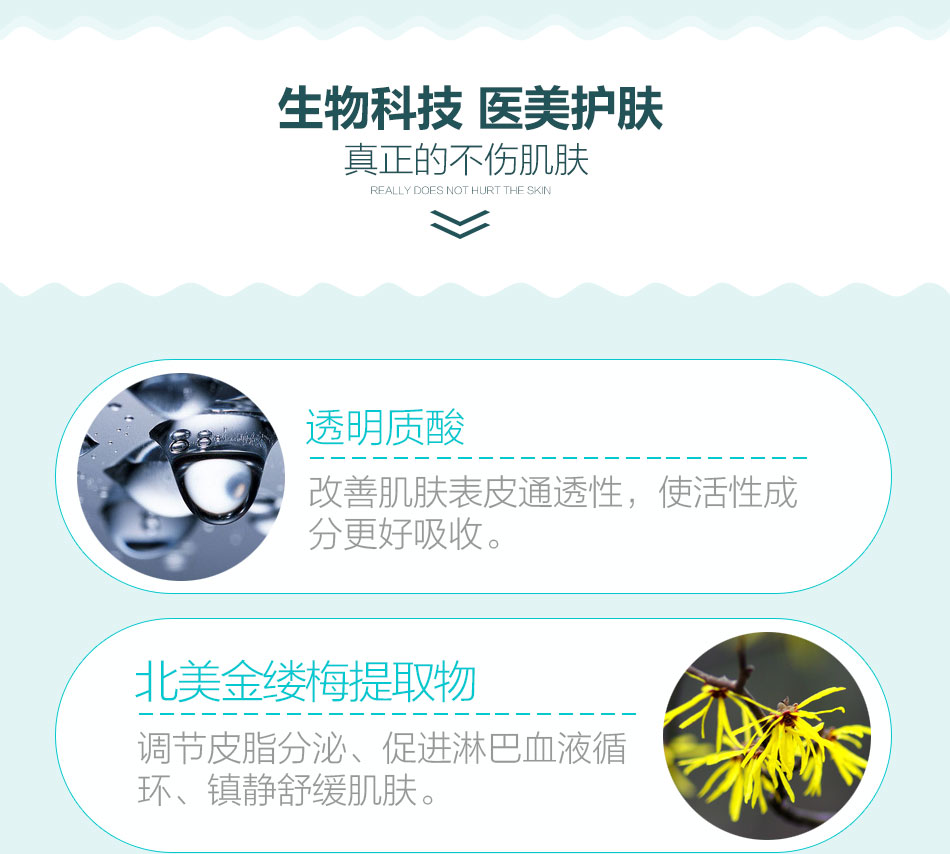 生物科技 医美护肤
真正的不伤肌肤
REALLY DOES NOT HURT THE SKIN
透明质酸
改善肌肤表皮通透性，使活性成
分更好吸收。
北美金缕梅提取物
调节皮脂分泌、促进淋巴血液循
环、镇静舒缓肌肤。